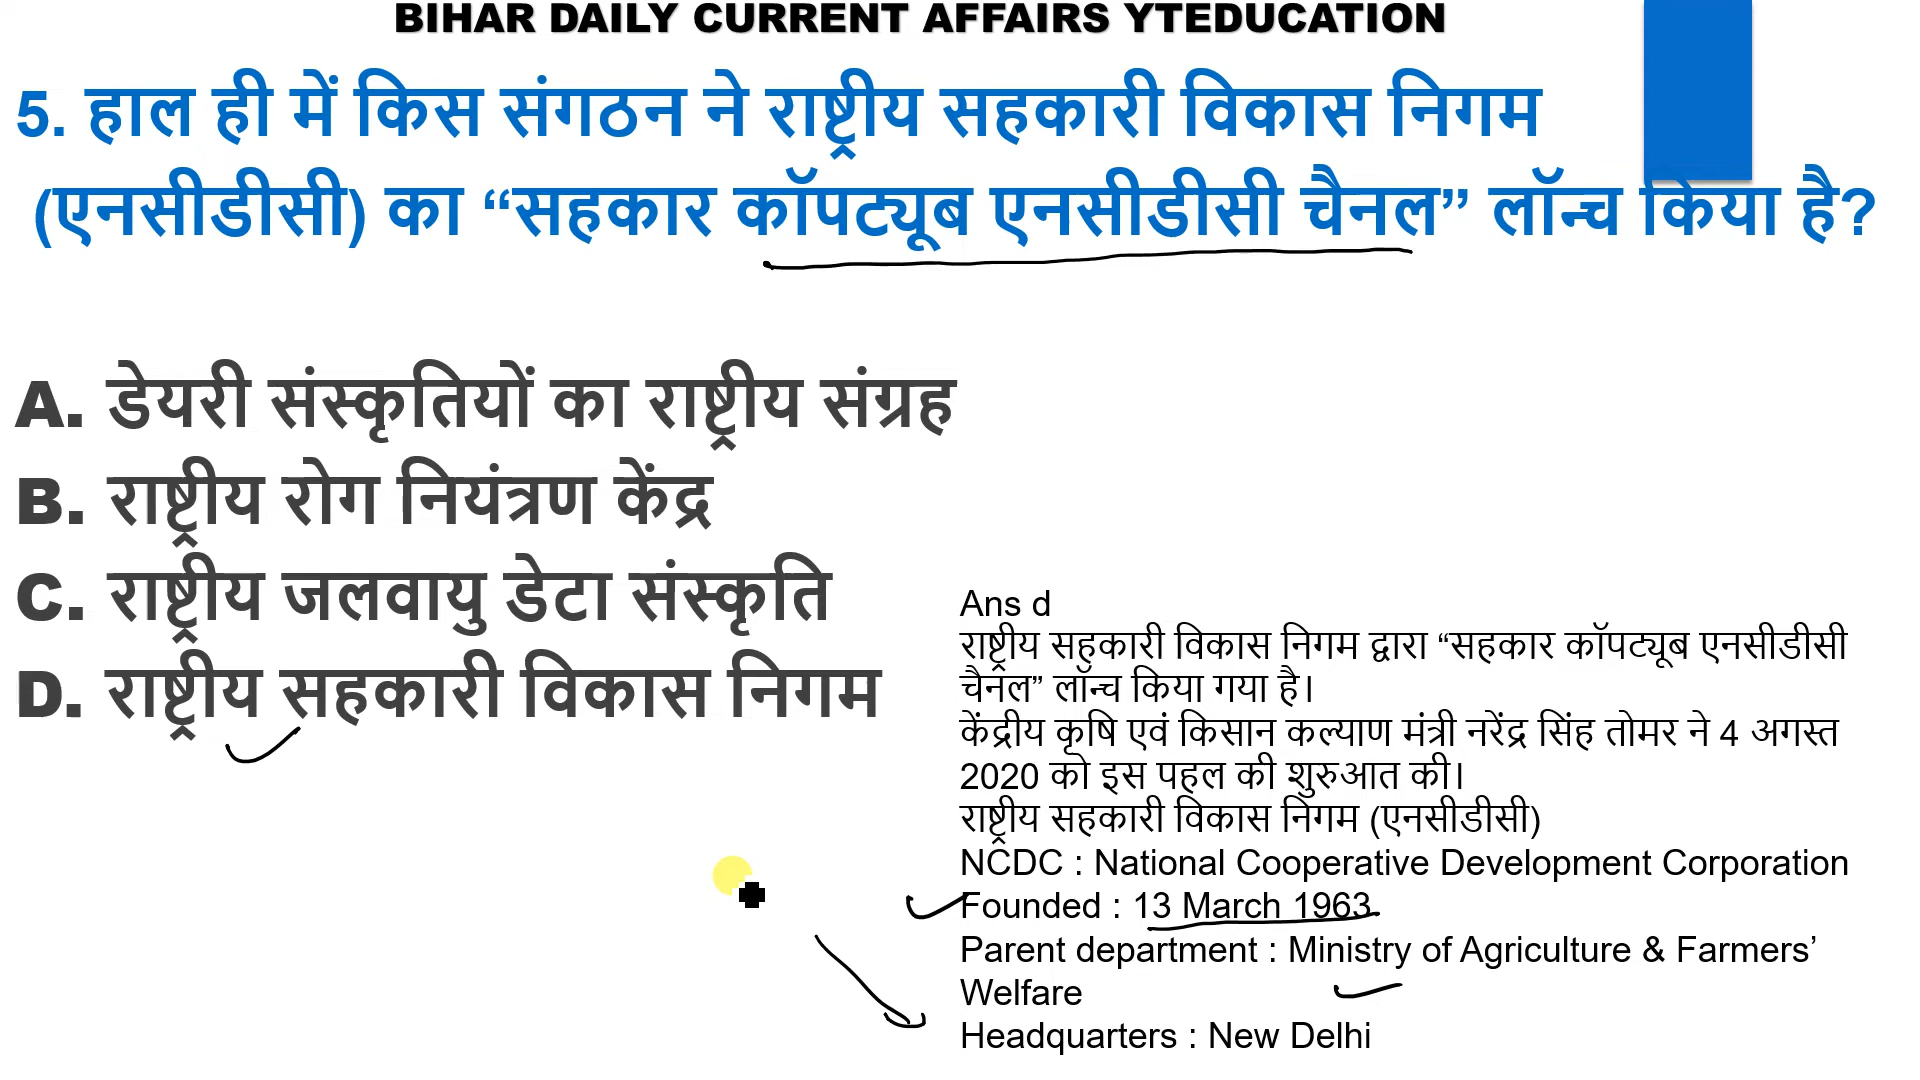 BIHAR DAILY CURRENT AFFAIRS YTEDUCATION
5. हाल ही में किस संगठन ने राष्ट्रीय सहकारी विकास निगम
(एनसीडीसी) का “सहकार कॉपट्यूब एनसीडीसी चैनल” लॉन्च किया है?
A. डेयरी संस्कृतियों का राष्ट्रीय संग्रह
B. राष्ट्रीय रोग नियंत्रण केंद्र
C. राष्ट्रीय जलवायु डेटा संस्कृति
D. राष्ट्रीय सहकारी विकास निगम
Ans d
राष्ट्रीय सहकारी विकास निगम द्वारा “सहकार कॉपट्यूब एनसीडीसी
चैनल” लॉन्च किया गया है।
केंद्रीय कृषि एवं किसान कल्याण मंत्री नरेंद्र सिंह तोमर ने 4 अगस्त
2020 को इस पहल की शुरुआत की।
राष्ट्रीय सहकारी विकास निगम (एनसीडीसी)
NCDC : National Cooperative Development Corporation
Founded : 13 March 1963
Parent department : Ministry of Agriculture & Farmers’
Welfare
Headquarters : New Delhi